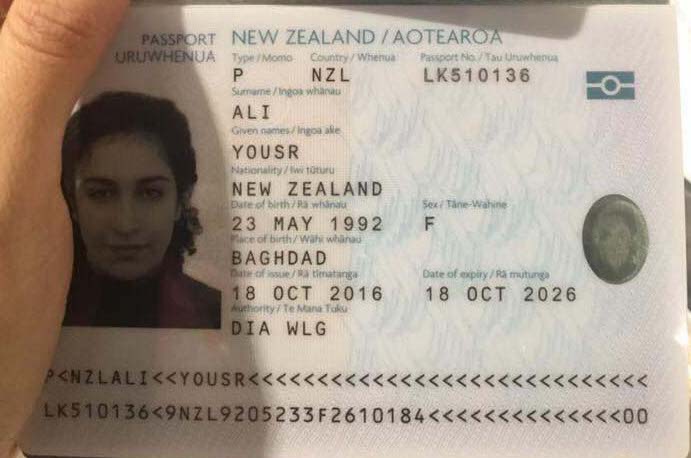 PASSPORT
URUWHENUA
NEW ZEALAND / AOTEAROA
Type / Momo Country / Whenua Passport No. / Tau Uruwhenua
P NZL LK510136
Surname / Ingoa whānau
ALI
Given names / Ingoa ake
YOUSR
Nationality / Iwi tūturu
NEW ZEALAND
Date of birth / Rā whānau Sex / Tāne-Wahine
23 MAY 1992 F
Place of birth / Wāhi whānau
BAGHDAD
Date of issue / Rā tīmatanga Date of expiry / Rā mutunga
18 OCT 2016 18 OCT 2026
Authority / Te Mana Tuku
DIA WLG
P<NZLALI<<YOUSR<<<<<<<<<<<<<<<<<<<<<<<<<<<<<
LK510136<9NZL9205233F2610184<<<<<<<<<<<<<<00